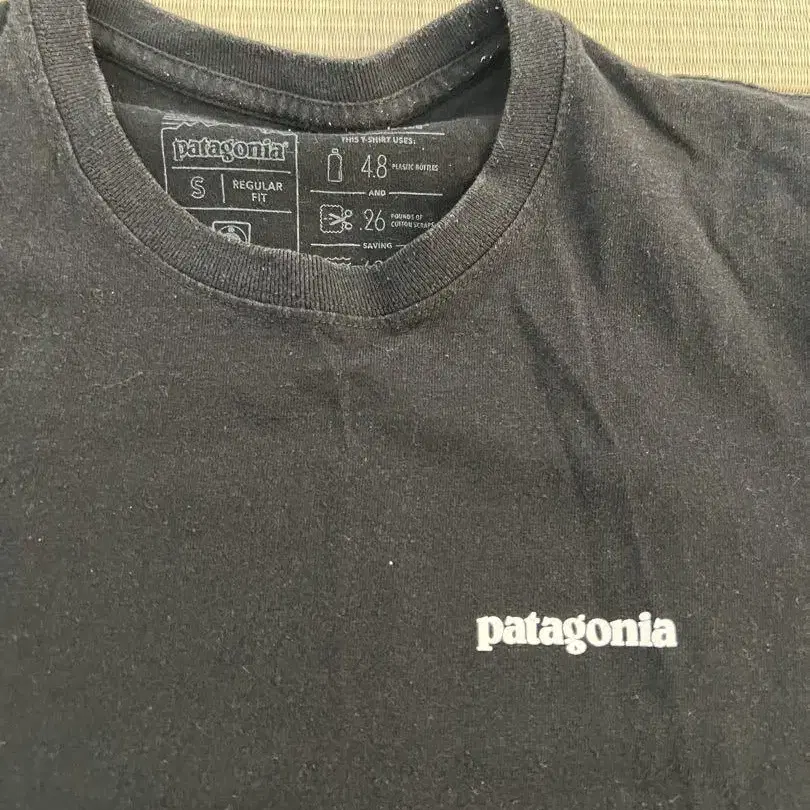 patagonia®
S
REGULAR
FIT
THIS T-SHIRT USES:
4.8 PLASTIC BOTTLES
AND
.26 POUNDS OF
COTTON SCRAPS
SAVING
patagonia